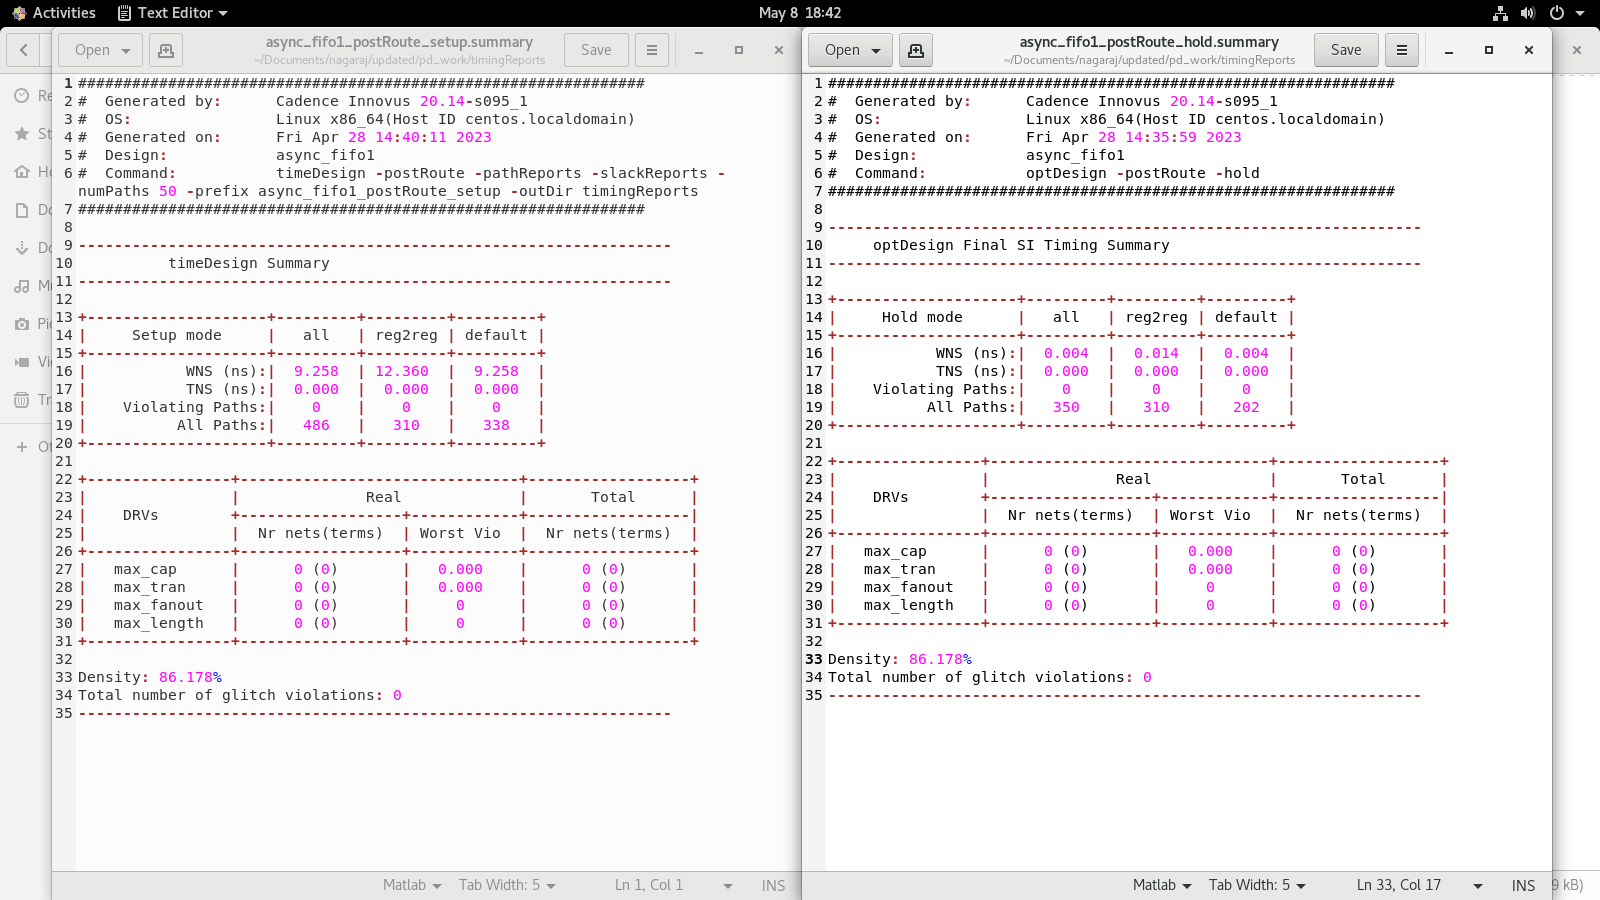 Activities Text Editor May 8 18:42
Open async_fifo1_postRoute_setup.summary Save
~/Documents/nagaraj/updated/pd_work/timingReports
1 ###############################################################
2 #  Generated by:      Cadence Innovus 20.14-s095_1
3 #  OS:                Linux x86_64(Host ID centos.localdomain)
4 #  Generated on:      Fri Apr 28 14:40:11 2023
5 #  Design:            async_fifo1
6 #  Command:           timeDesign -postRoute -pathReports -slackReports -
numPaths 50 -prefix async_fifo1_postRoute_setup -outDir timingReports
7 ###############################################################
8
9 ------------------------------------------------------------------
10           timeDesign Summary
11 ------------------------------------------------------------------
12
13 +--------------------+---------+---------+---------+
14 |     Setup mode     |   all   | reg2reg | default |
15 +--------------------+---------+---------+---------+
16 |           WNS (ns):|  9.258  | 12.360  |  9.258  |
17 |           TNS (ns):|  0.000  |  0.000  |  0.000  |
18 |    Violating Paths:|    0    |    0    |    0    |
19 |          All Paths:|   486   |   310   |   338   |
20 +--------------------+---------+---------+---------+
21
22 +----------------+-------------------------------+------------------+
23 |                |              Real             |       Total      |
24 |    DRVs        +------------------+------------+------------------|
25 |                |  Nr nets(terms)  | Worst Vio  |  Nr nets(terms)  |
26 +----------------+------------------+------------+------------------+
27 |   max_cap      |      0 (0)       |   0.000    |      0 (0)       |
28 |   max_tran     |      0 (0)       |   0.000    |      0 (0)       |
29 |   max_fanout   |      0 (0)       |     0      |      0 (0)       |
30 |   max_length   |      0 (0)       |     0      |      0 (0)       |
31 +----------------+------------------+------------+------------------+
32
33 Density: 86.178%
34 Total number of glitch violations: 0
35 ------------------------------------------------------------------
Matlab Tab Width: 5 Ln 1, Col 1 INS
Open async_fifo1_postRoute_hold.summary Save
~/Documents/nagaraj/updated/pd_work/timingReports
1 ###############################################################
2 #  Generated by:      Cadence Innovus 20.14-s095_1
3 #  OS:                Linux x86_64(Host ID centos.localdomain)
4 #  Generated on:      Fri Apr 28 14:35:59 2023
5 #  Design:            async_fifo1
6 #  Command:           optDesign -postRoute -hold
7 ###############################################################
8
9 ------------------------------------------------------------------
10      optDesign Final SI Timing Summary
11 ------------------------------------------------------------------
12
13 +--------------------+---------+---------+---------+
14 |     Hold mode      |   all   | reg2reg | default |
15 +--------------------+---------+---------+---------+
16 |           WNS (ns):|  0.004  |  0.014  |  0.004  |
17 |           TNS (ns):|  0.000  |  0.000  |  0.000  |
18 |    Violating Paths:|    0    |    0    |    0    |
19 |          All Paths:|   350   |   310   |   202   |
20 +--------------------+---------+---------+---------+
21
22 +----------------+-------------------------------+------------------+
23 |                |              Real             |       Total      |
24 |    DRVs        +------------------+------------+------------------|
25 |                |  Nr nets(terms)  | Worst Vio  |  Nr nets(terms)  |
26 +----------------+------------------+------------+------------------+
27 |   max_cap      |      0 (0)       |   0.000    |      0 (0)       |
28 |   max_tran     |      0 (0)       |   0.000    |      0 (0)       |
29 |   max_fanout   |      0 (0)       |     0      |      0 (0)       |
30 |   max_length   |      0 (0)       |     0      |      0 (0)       |
31 +----------------+------------------+------------+------------------+
32
33 Density: 86.178%
34 Total number of glitch violations: 0
35 ------------------------------------------------------------------
Matlab Tab Width: 5 Ln 33, Col 17 INS
9 kB)